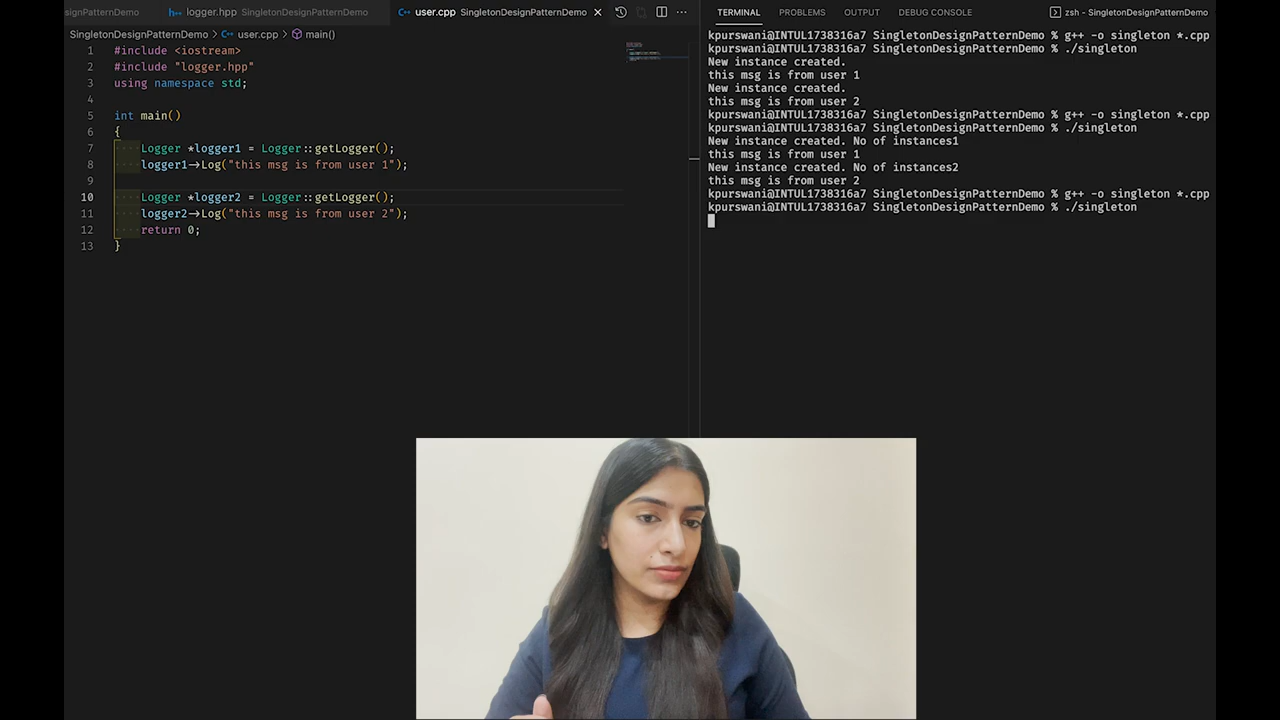 singDesignPatternDemo
logger.hpp SingletonDesignPatternDemo
user.cpp SingletonDesignPatternDemo
SingletonDesignPatternDemo > user.cpp > main()
1 #include <iostream>
2 #include "logger.hpp"
3 using namespace std;
4
5 int main()
6 {
7 Logger *logger1 = Logger::getLogger();
8 logger1->Log("this msg is from user 1");
9
10 Logger *logger2 = Logger::getLogger();
11 logger2->Log("this msg is from user 2");
12 return 0;
13 }
TERMINAL PROBLEMS OUTPUT DEBUG CONSOLE zsh - SingletonDesignPatternDemo
kpurswani@INTUL1738316a7 SingletonDesignPatternDemo % g++ -o singleton *.cpp
kpurswani@INTUL1738316a7 SingletonDesignPatternDemo % ./singleton
New instance created.
this msg is from user 1
New instance created.
this msg is from user 2
kpurswani@INTUL1738316a7 SingletonDesignPatternDemo % g++ -o singleton *.cpp
kpurswani@INTUL1738316a7 SingletonDesignPatternDemo % ./singleton
New instance created. No of instances1
this msg is from user 1
New instance created. No of instances2
this msg is from user 2
kpurswani@INTUL1738316a7 SingletonDesignPatternDemo % g++ -o singleton *.cpp
kpurswani@INTUL1738316a7 SingletonDesignPatternDemo % ./singleton